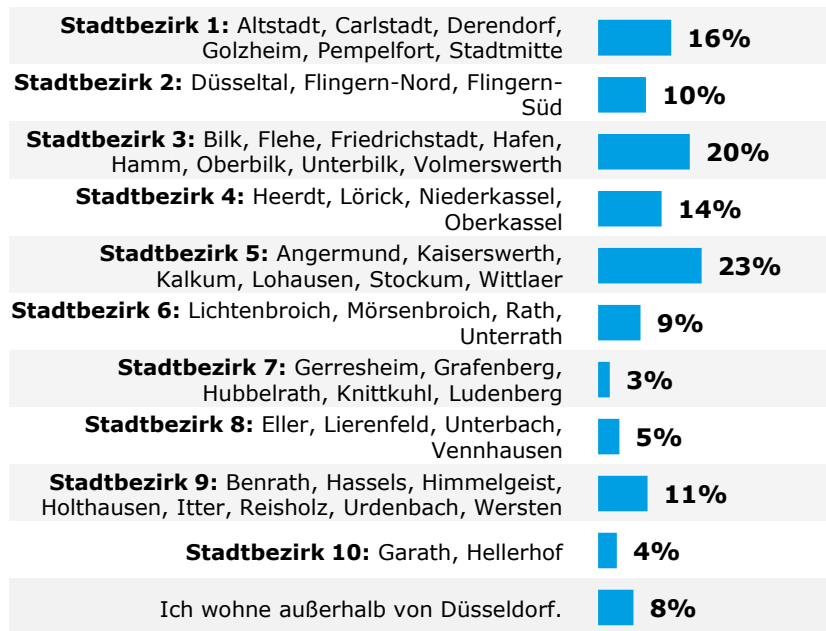 Stadtbezirk 1: Altstadt, Carlstadt, Derendorf,
Golzheim, Pempelfort, Stadtmitte
16%
Stadtbezirk 2: Düsseltal, Flingern-Nord, Flingern-
Süd
10%
Stadtbezirk 3: Bilk, Flehe, Friedrichstadt, Hafen,
Hamm, Oberbilk, Unterbilk, Volmerswerth
20%
Stadtbezirk 4: Heerdt, Lörick, Niederkassel,
Oberkassel
14%
Stadtbezirk 5: Angermund, Kaiserswerth,
Kalkum, Lohausen, Stockum, Wittlaer
23%
Stadtbezirk 6: Lichtenbroich, Mörsenbroich, Rath,
Unterrath
9%
Stadtbezirk 7: Gerresheim, Grafenberg,
Hubbelrath, Knittkuhl, Ludenberg
3%
Stadtbezirk 8: Eller, Lierenfeld, Unterbach,
Vennhausen
5%
Stadtbezirk 9: Benrath, Hassels, Himmelgeist,
Holthausen, Itter, Reisholz, Urdenbach, Wersten
11%
Stadtbezirk 10: Garath, Hellerhof
4%
Ich wohne außerhalb von Düsseldorf.
8%